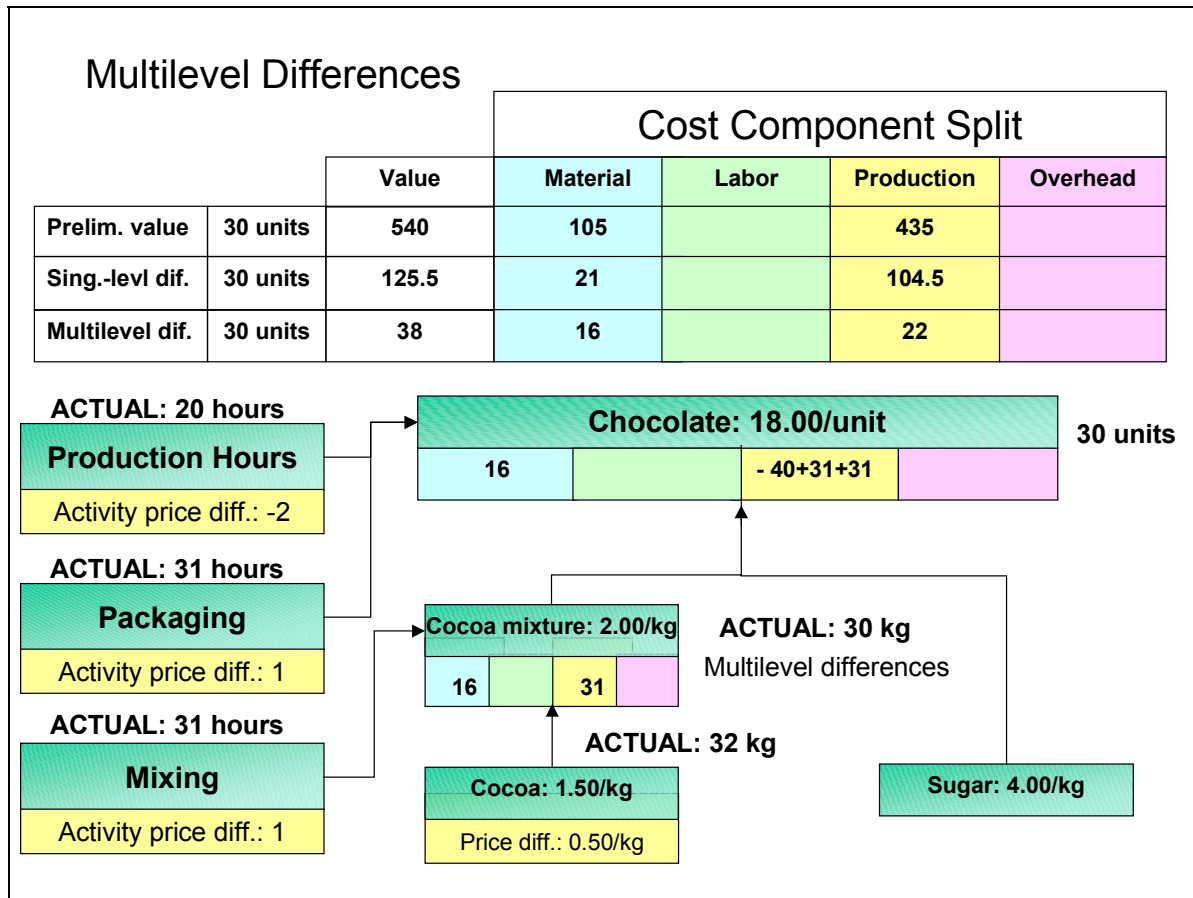 Multilevel Differences
Cost Component Split
Value Material Labor Production Overhead
Prelim. value 30 units 540 105 435
Sing.-levl dif. 30 units 125.5 21 104.5
Multilevel dif. 30 units 38 16 22
ACTUAL: 20 hours
Production Hours
Activity price diff.: -2
Chocolate: 18.00/unit
16 - 40+31+31
30 units
ACTUAL: 31 hours
Packaging
Activity price diff.: 1
Cocoa mixture: 2.00/kg
16 31
ACTUAL: 30 kg
Multilevel differences
ACTUAL: 31 hours
Mixing
Activity price diff.: 1
ACTUAL: 32 kg
Cocoa: 1.50/kg
Price diff.: 0.50/kg
Sugar: 4.00/kg